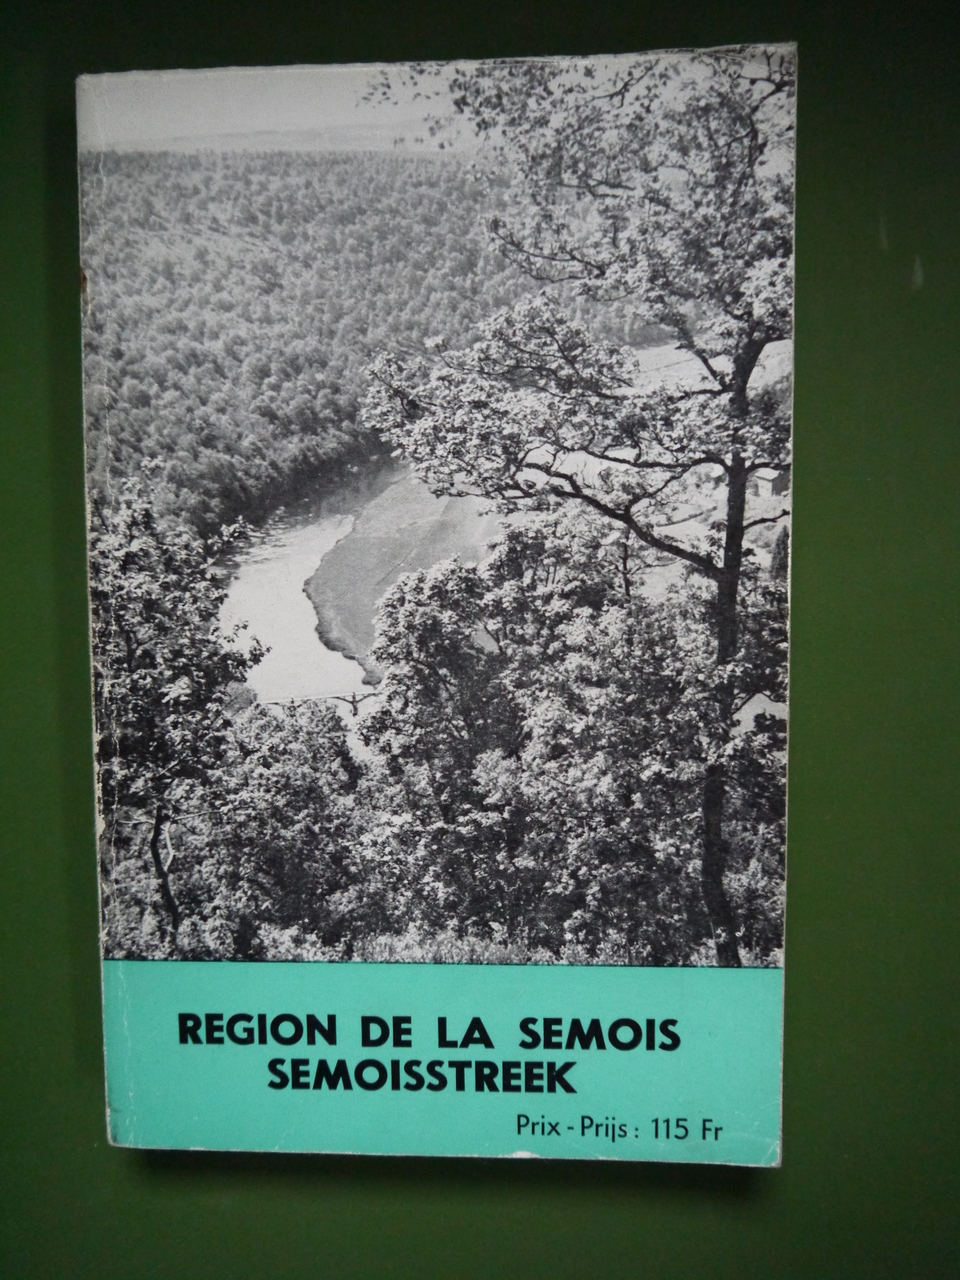 REGION DE LA SEMOIS
SEMOISSTREEK
Prix - Prijs : 115 Fr